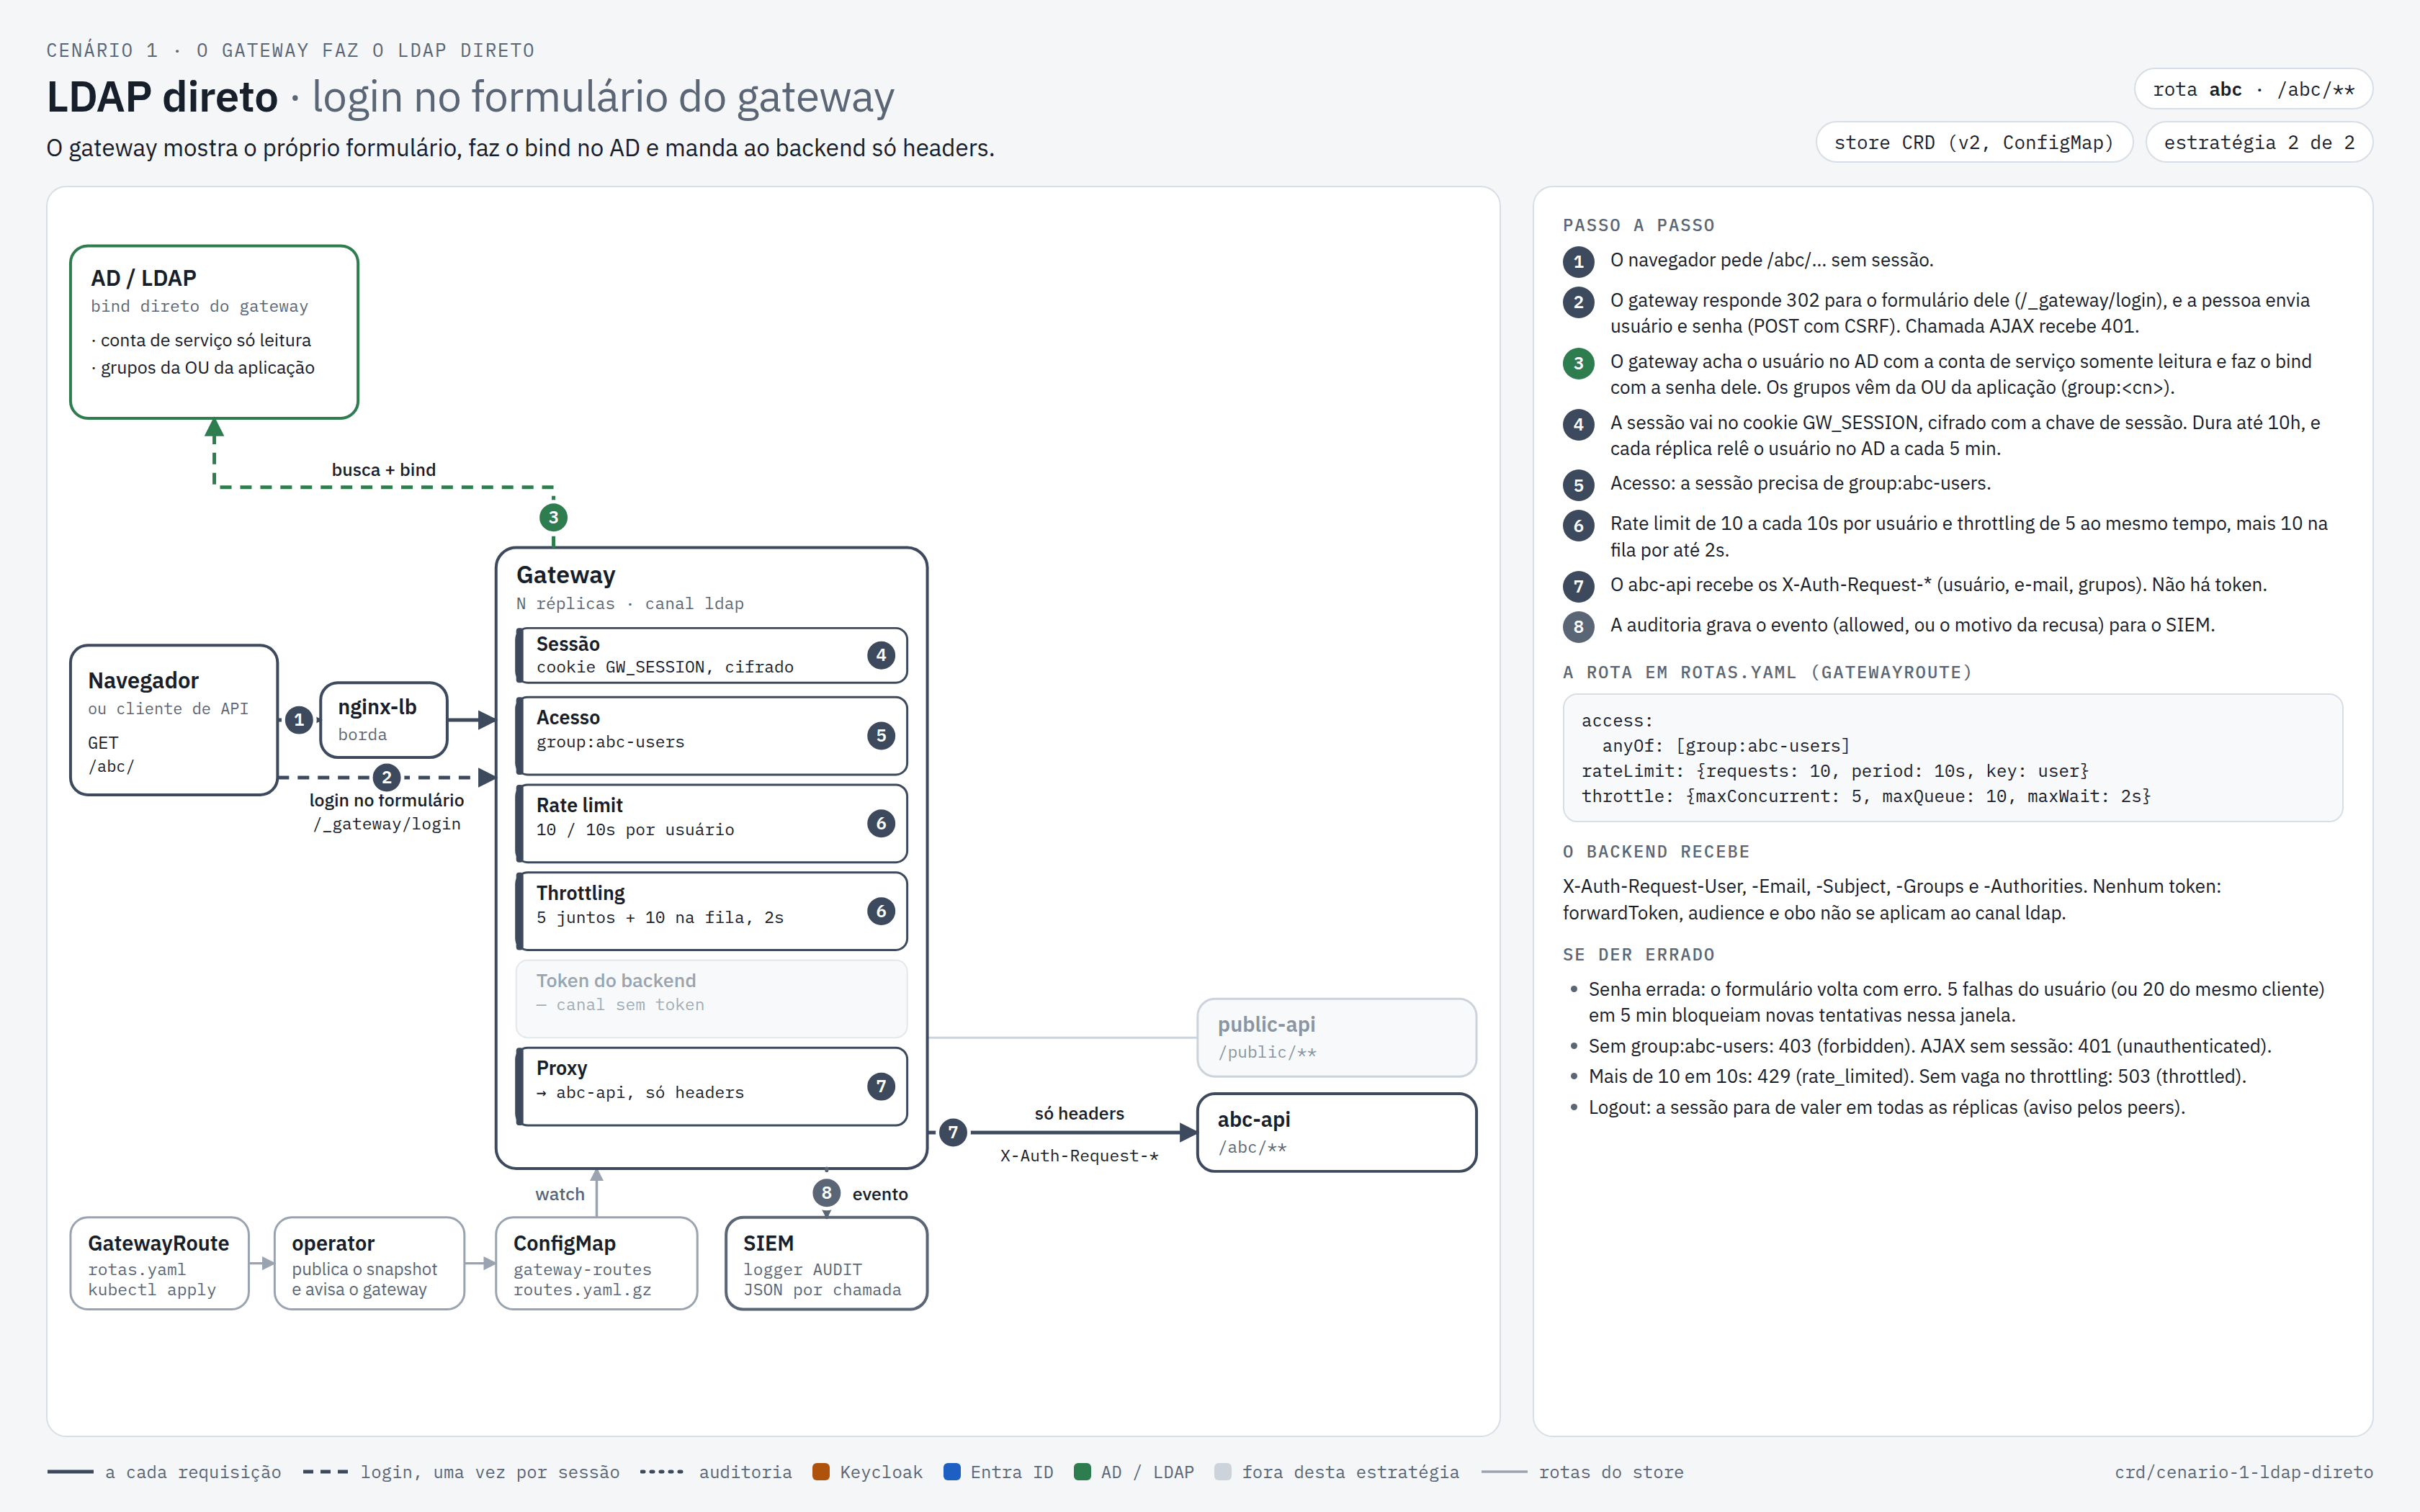 CENÁRIO 1 · O GATEWAY FAZ O LDAP DIRETO
LDAP direto · login no formulário do gateway
O gateway mostra o próprio formulário, faz o bind no AD e manda ao backend só headers.
rota abc · /abc/**
store CRD (v2, ConfigMap)
estratégia 2 de 2
AD / LDAP
bind direto do gateway
· conta de serviço só leitura
· grupos da OU da aplicação
busca + bind
3
Gateway
N réplicas · canal ldap
Sessão
cookie GW_SESSION, cifrado
4
Acesso
group:abc-users
5
Rate limit
10 / 10s por usuário
6
Throttling
5 juntos + 10 na fila, 2s
6
Token do backend
— canal sem token
Proxy
→ abc-api, só headers
7
Navegador
ou cliente de API
GET
/abc/
1
nginx-lb
borda
2
login no formulário
/_gateway/login
public-api
/public/**
7
só headers
X-Auth-Request-*
abc-api
/abc/**
watch
8
evento
GatewayRoute
rotas.yaml
kubectl apply
operator
publica o snapshot
e avisa o gateway
ConfigMap
gateway-routes
routes.yaml.gz
SIEM
logger AUDIT
JSON por chamada
PASSO A PASSO
1 O navegador pede /abc/... sem sessão.
2 O gateway responde 302 para o formulário dele (/_gateway/login), e a pessoa envia
usuário e senha (POST com CSRF). Chamada AJAX recebe 401.
3 O gateway acha o usuário no AD com a conta de serviço somente leitura e faz o bind
com a senha dele. Os grupos vêm da OU da aplicação (group:<cn>).
4 A sessão vai no cookie GW_SESSION, cifrado com a chave de sessão. Dura até 10h, e
cada réplica relê o usuário no AD a cada 5 min.
5 Acesso: a sessão precisa de group:abc-users.
6 Rate limit de 10 a cada 10s por usuário e throttling de 5 ao mesmo tempo, mais 10 na
fila por até 2s.
7 O abc-api recebe os X-Auth-Request-* (usuário, e-mail, grupos). Não há token.
8 A auditoria grava o evento (allowed, ou o motivo da recusa) para o SIEM.
A ROTA EM ROTAS.YAML (GATEWAYROUTE)
access:
  anyOf: [group:abc-users]
rateLimit: {requests: 10, period: 10s, key: user}
throttle: {maxConcurrent: 5, maxQueue: 10, maxWait: 2s}
O BACKEND RECEBE
X-Auth-Request-User, -Email, -Subject, -Groups e -Authorities. Nenhum token:
forwardToken, audience e obo não se aplicam ao canal ldap.
SE DER ERRADO
• Senha errada: o formulário volta com erro. 5 falhas do usuário (ou 20 do mesmo cliente)
em 5 min bloqueiam novas tentativas nessa janela.
• Sem group:abc-users: 403 (forbidden). AJAX sem sessão: 401 (unauthenticated).
• Mais de 10 em 10s: 429 (rate_limited). Sem vaga no throttling: 503 (throttled).
• Logout: a sessão para de valer em todas as réplicas (aviso pelos peers).
a cada requisição
login, uma vez por sessão
auditoria
Keycloak
Entra ID
AD / LDAP
fora desta estratégia
rotas do store
crd/cenario-1-ldap-direto